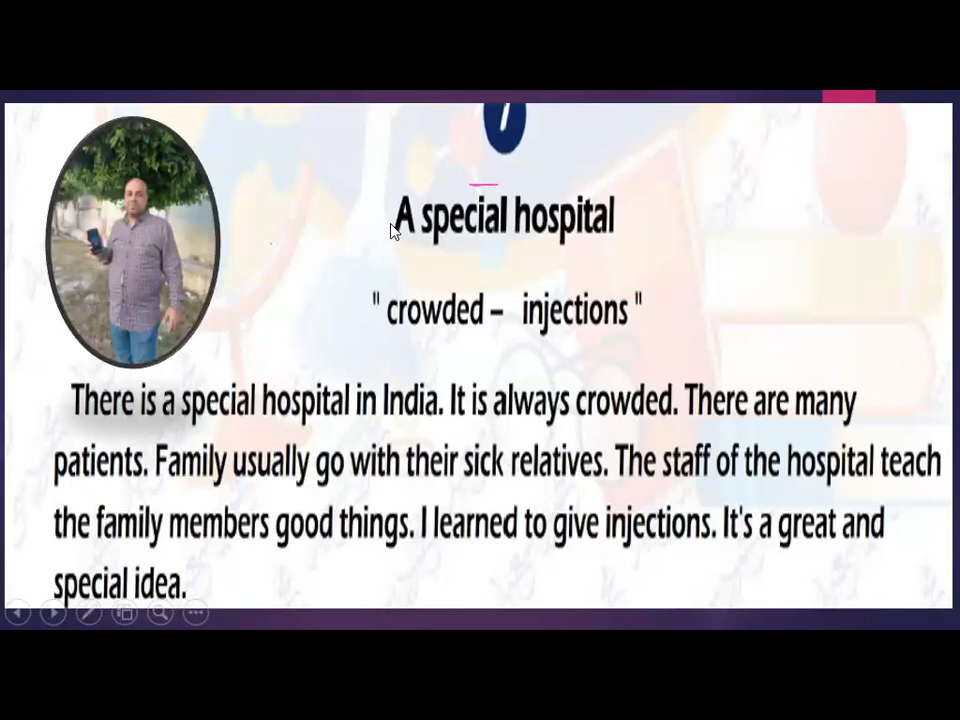 A special hospital
" crowded – injections "
There is a special hospital in India. It is always crowded. There are many
patients. Family usually go with their sick relatives. The staff of the hospital teach
the family members good things. I learned to give injections. It's a great and
special idea.